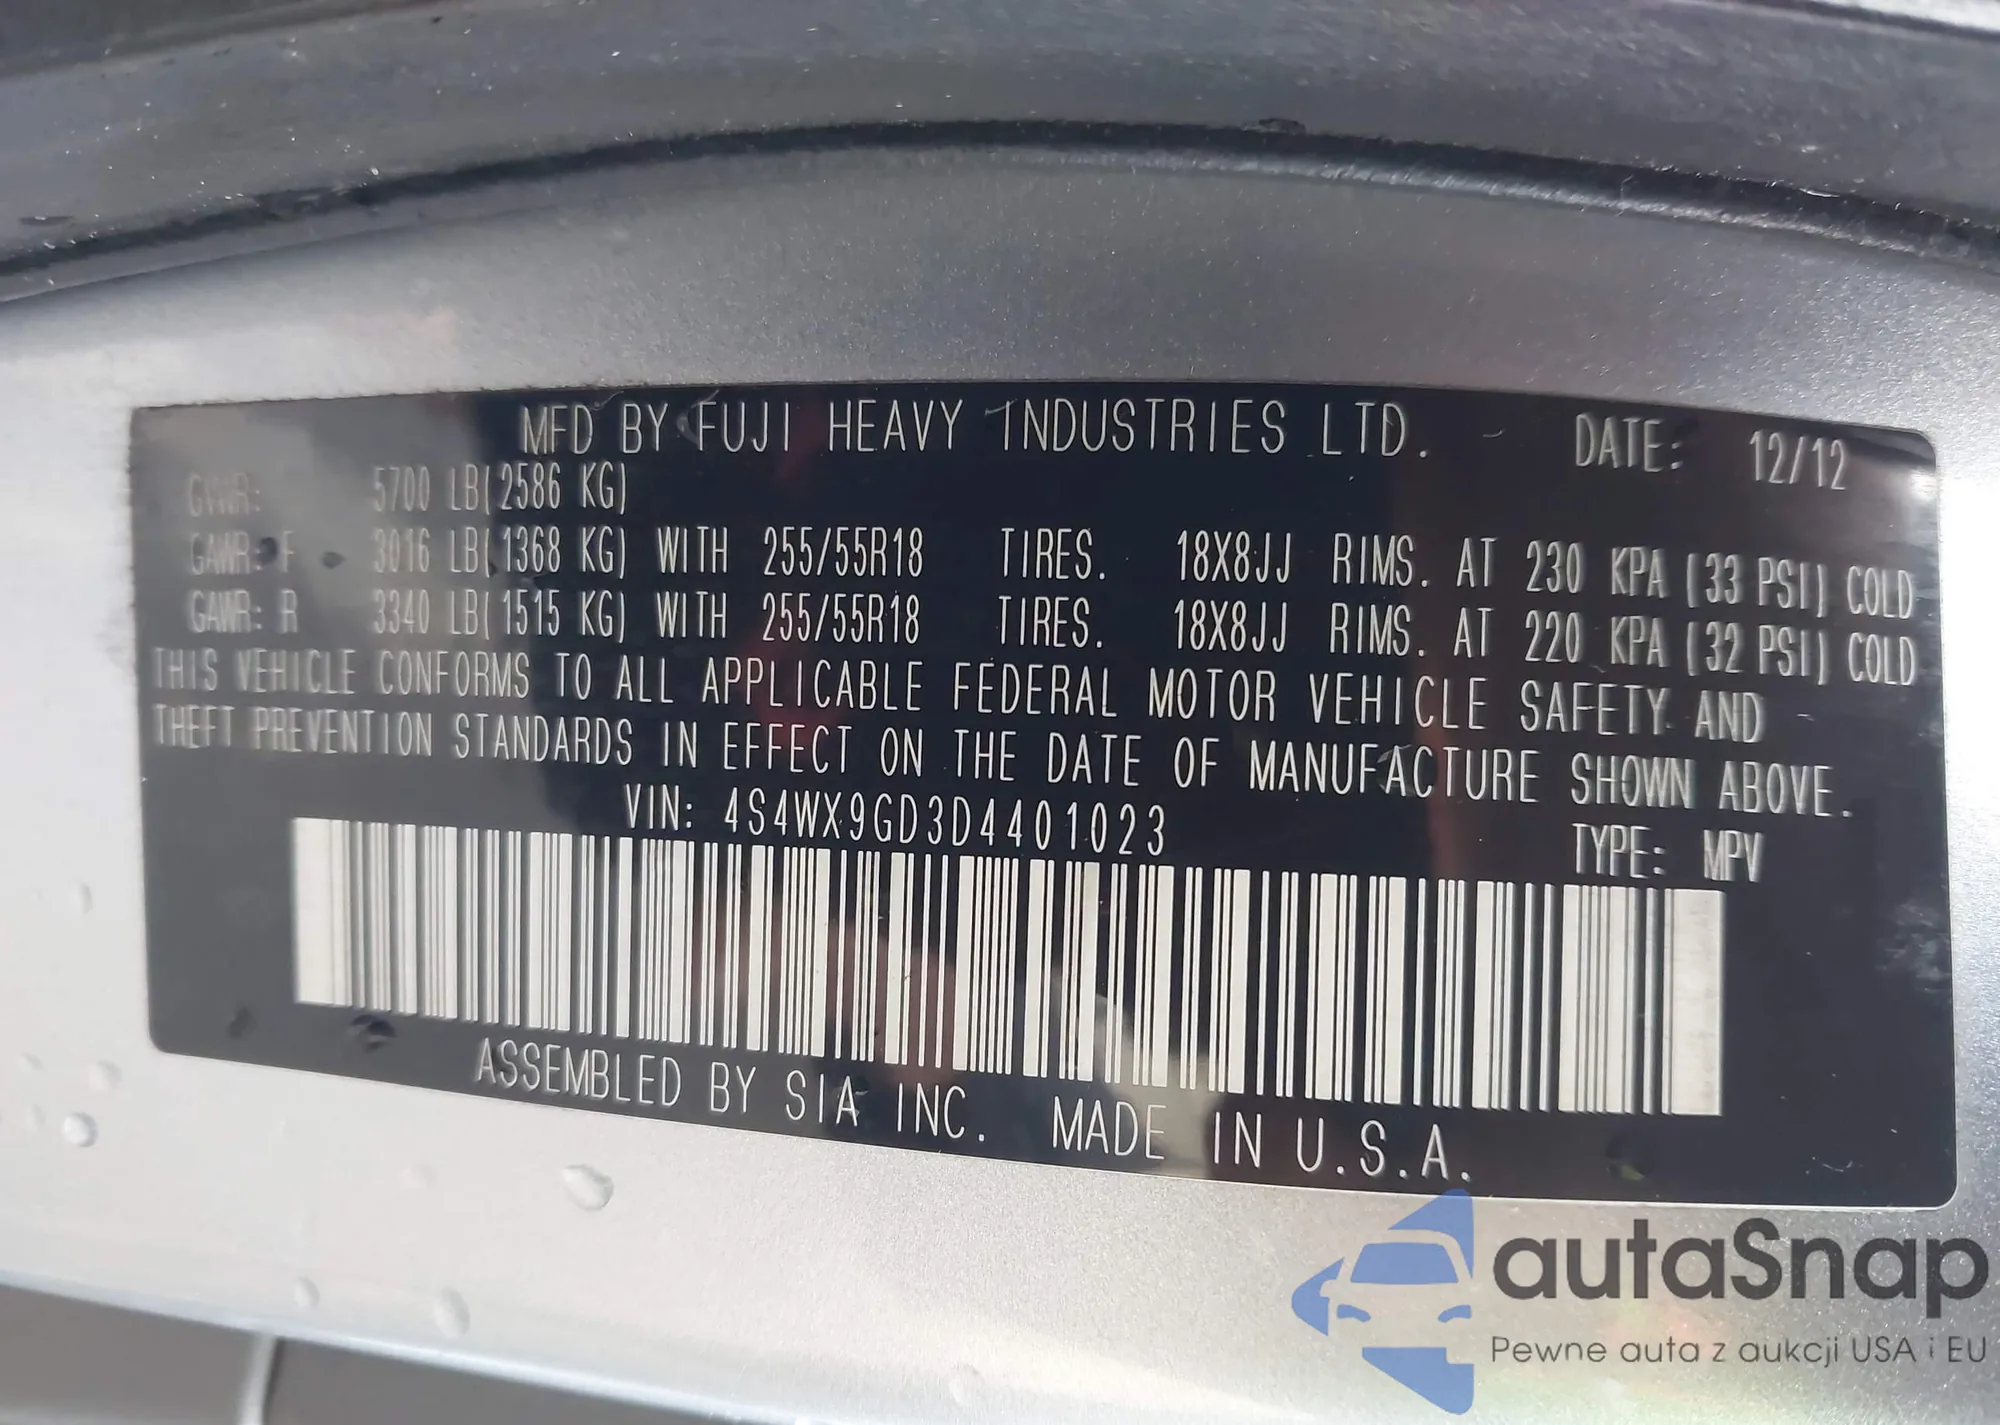 MFD BY FUJI HEAVY INDUSTRIES LTD. DATE: 12/12
GVWR: 5700 LB(2586 KG)
GAWR: F 3016 LB(1368 KG) WITH 255/55R18 TIRES. 18X8JJ RIMS. AT 230 KPA (33 PSI) COLD
GAWR: R 3340 LB(1515 KG) WITH 255/55R18 TIRES. 18X8JJ RIMS. AT 220 KPA (32 PSI) COLD
THIS VEHICLE CONFORMS TO ALL APPLICABLE FEDERAL MOTOR VEHICLE SAFETY AND
THEFT PREVENTION STANDARDS IN EFFECT ON THE DATE OF MANUFACTURE SHOWN ABOVE.
VIN: 4S4WX9GD3D4401023 TYPE: MPV
ASSEMBLED BY SIA INC. MADE IN U.S.A.
autaSnap
Pewne auta z aukcji USA i EU